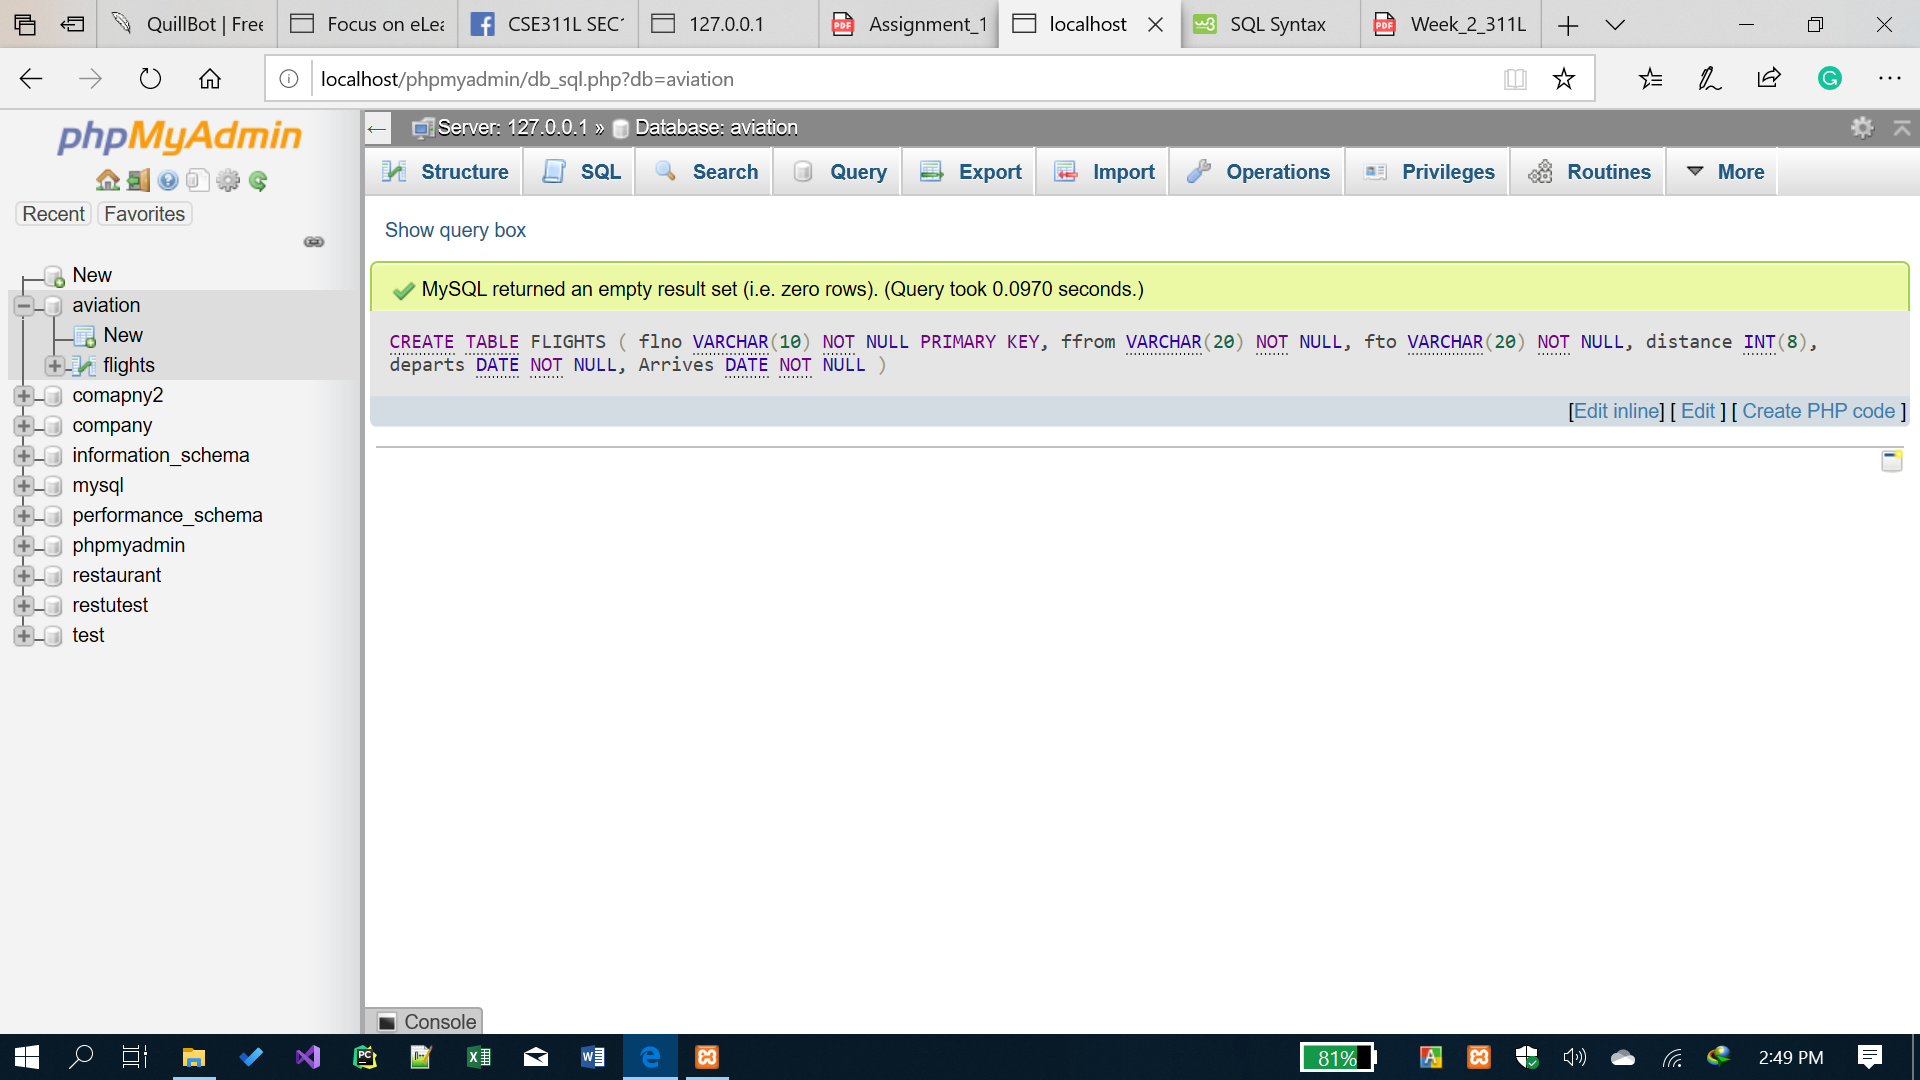 QuillBot | Free
Focus on eLea
CSE311L SEC1
127.0.0.1
Assignment_1
localhost
SQL Syntax
Week_2_311L
localhost/phpmyadmin/db_sql.php?db=aviation
phpMyAdmin
Recent
Favorites
New
aviation
New
flights
comapny2
company
information_schema
mysql
performance_schema
phpmyadmin
restaurant
restutest
test
Server: 127.0.0.1 » Database: aviation
Structure
SQL
Search
Query
Export
Import
Operations
Privileges
Routines
More
Show query box
MySQL returned an empty result set (i.e. zero rows). (Query took 0.0970 seconds.)
CREATE TABLE FLIGHTS ( flno VARCHAR(10) NOT NULL PRIMARY KEY, ffrom VARCHAR(20) NOT NULL, fto VARCHAR(20) NOT NULL, distance INT(8),
departs DATE NOT NULL, Arrives DATE NOT NULL )
[Edit inline] [ Edit ] [ Create PHP code ]
Console
81%
2:49 PM